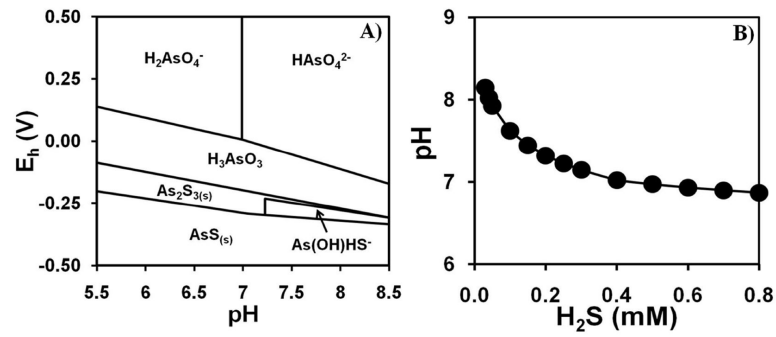 A)
0.50
0.25
0.00
-0.25
-0.50
Eh (V)
H2AsO4-
HAsO42-
H3AsO3
As2S3(s)
AsS(s)
As(OH)HS-
5.5 6 6.5 7 7.5 8 8.5
pH
B)
9
8
7
6
pH
0.0 0.2 0.4 0.6 0.8
H2S (mM)